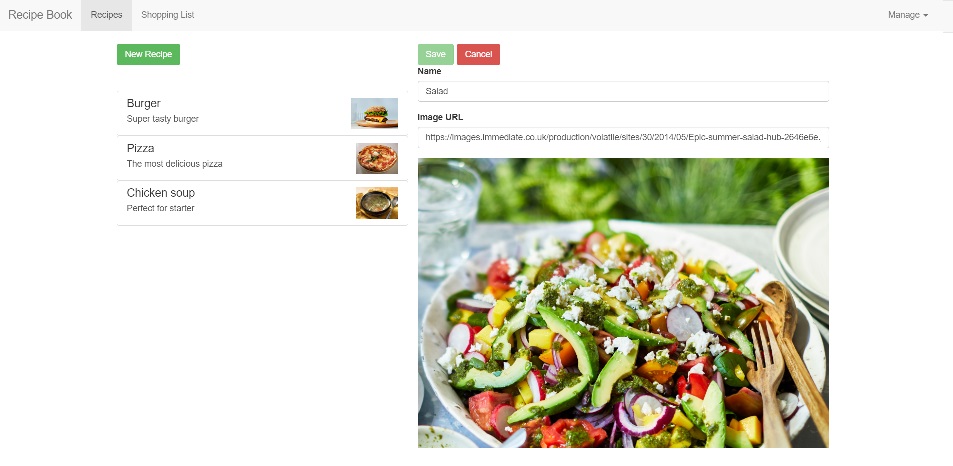 Recipe Book Recipes Shopping List Manage
New Recipe
Burger
Super tasty burger
Pizza
The most delicious pizza
Chicken soup
Perfect for starter
Save Cancel
Name
Salad
Image URL
https://images.immediate.co.uk/production/volatile/sites/30/2014/05/Epic-summer-salad-hub-2646e6e.